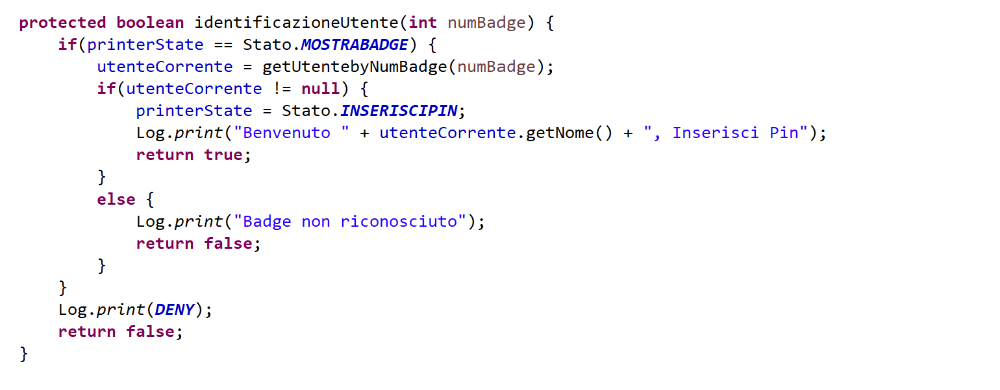 protected boolean identificazioneUtente(int numBadge) {
    if(printerState == Stato.MOSTRABADGE) {
        utenteCorrente = getUtentebyNumBadge(numBadge);
        if(utenteCorrente != null) {
            printerState = Stato.INSERISCIPIN;
            Log.print("Benvenuto " + utenteCorrente.getNome() + ", Inserisci Pin");
            return true;
        }
        else {
            Log.print("Badge non riconosciuto");
            return false;
        }
    }
    Log.print(DENY);
    return false;
}